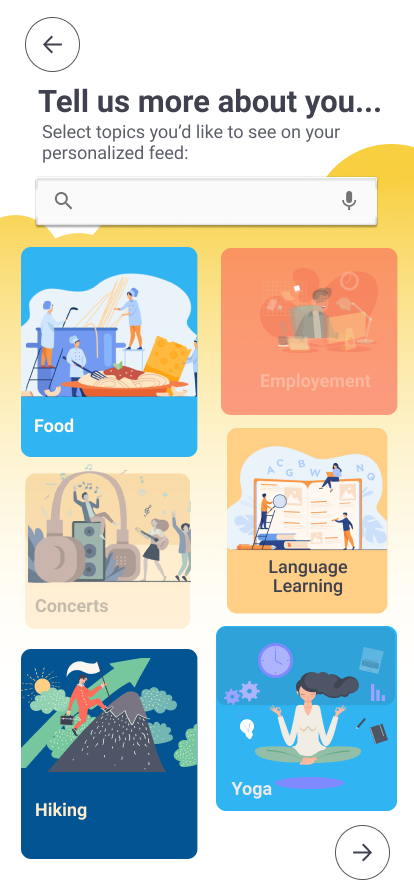 Tell us more about you...
Select topics you’d like to see on your
personalized feed:
Food
Employement
A C B G W N Q
Concerts
Language
Learning
Hiking
Yoga